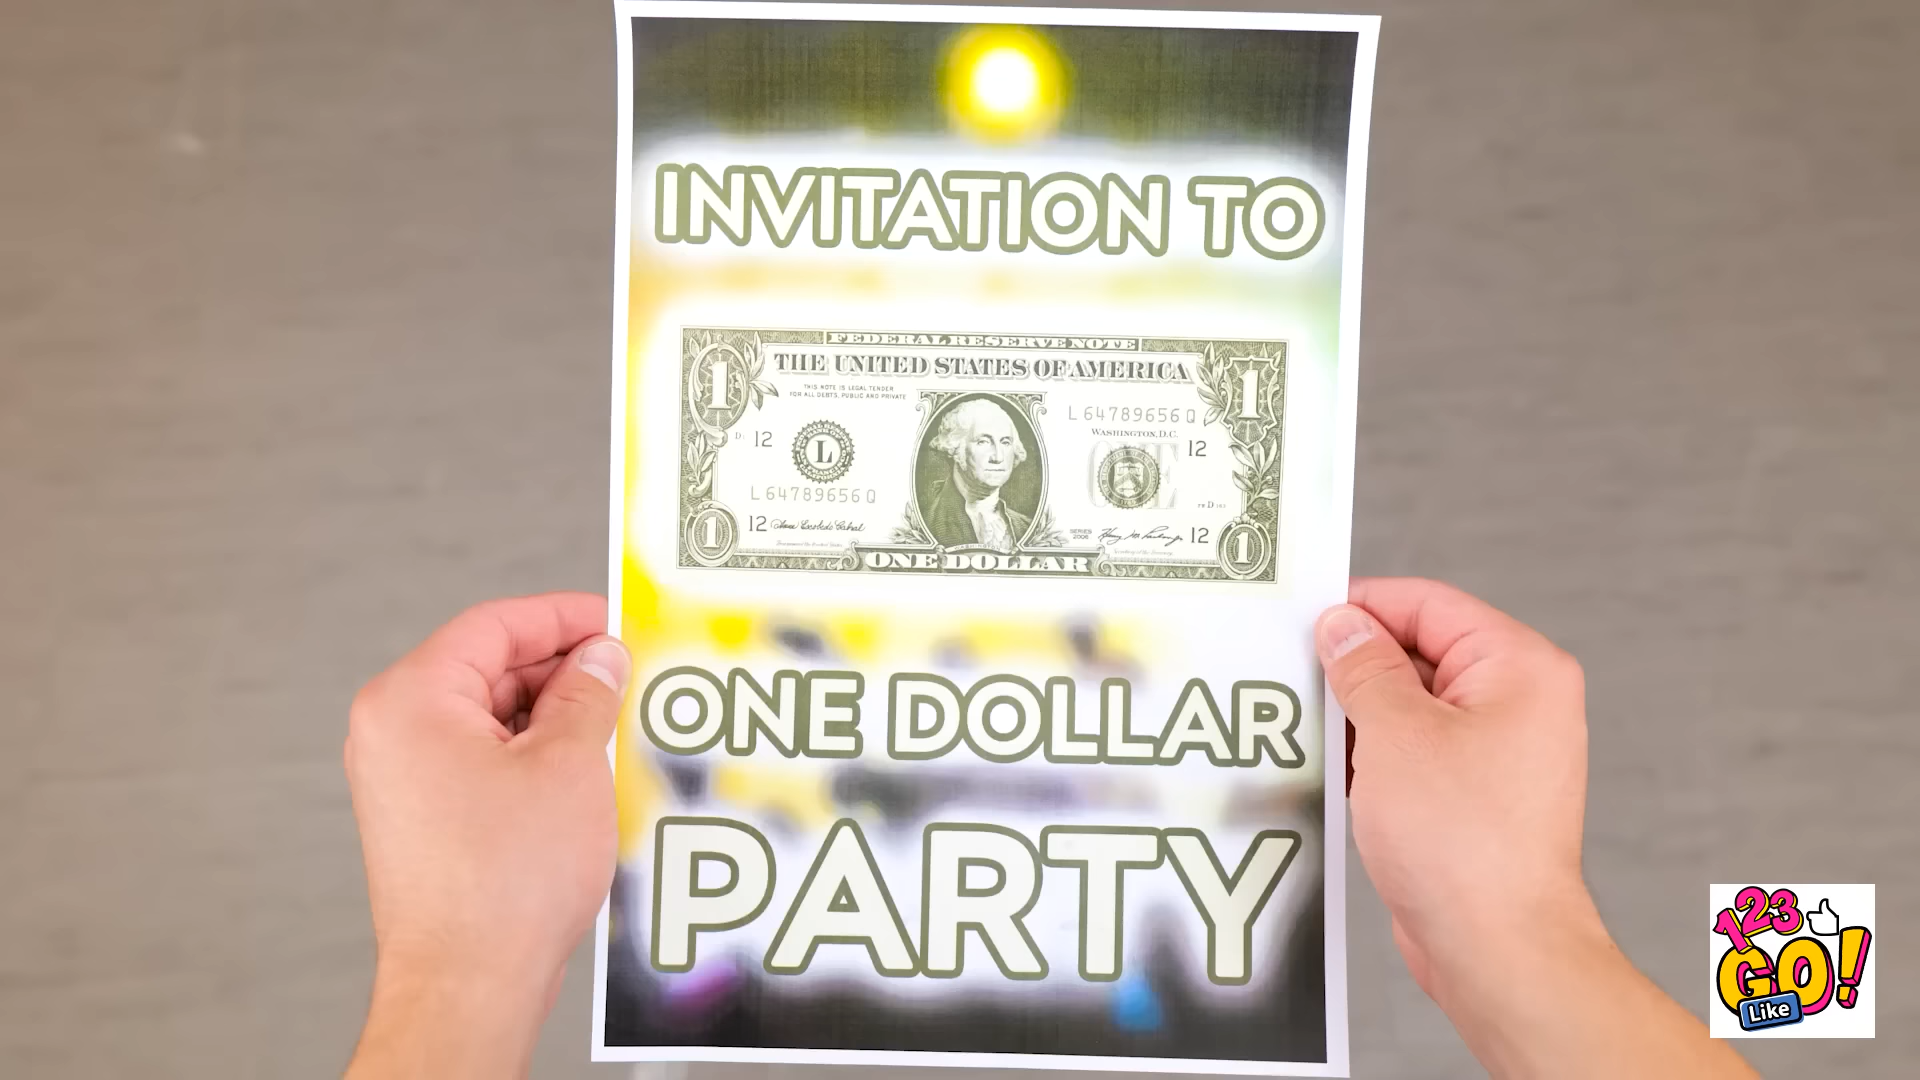 INVITATION TO
FEDERAL RESERVE NOTE
THE UNITED STATES OF AMERICA
THIS NOTE IS LEGAL TENDER
FOR ALL DEBTS, PUBLIC AND PRIVATE
L 64789656 Q
WASHINGTON, D.C.
1
1
12
L
12
L 64789656 Q
12
SERIES
2006
12
1
1
ONE DOLLAR
ONE DOLLAR
PARTY
123
GO!
Like